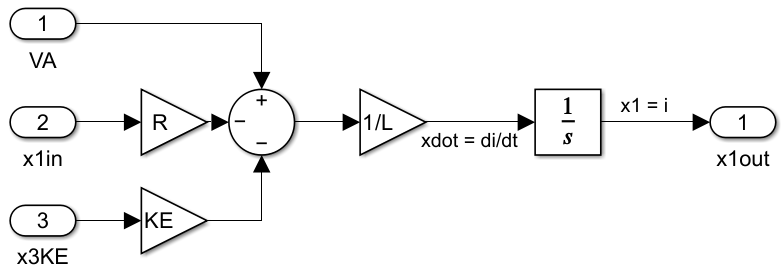 1
VA
+
2
x1in
R
−
−
1/L
xdot = di/dt
1
s
x1 = i
1
x1out
3
x3KE
KE